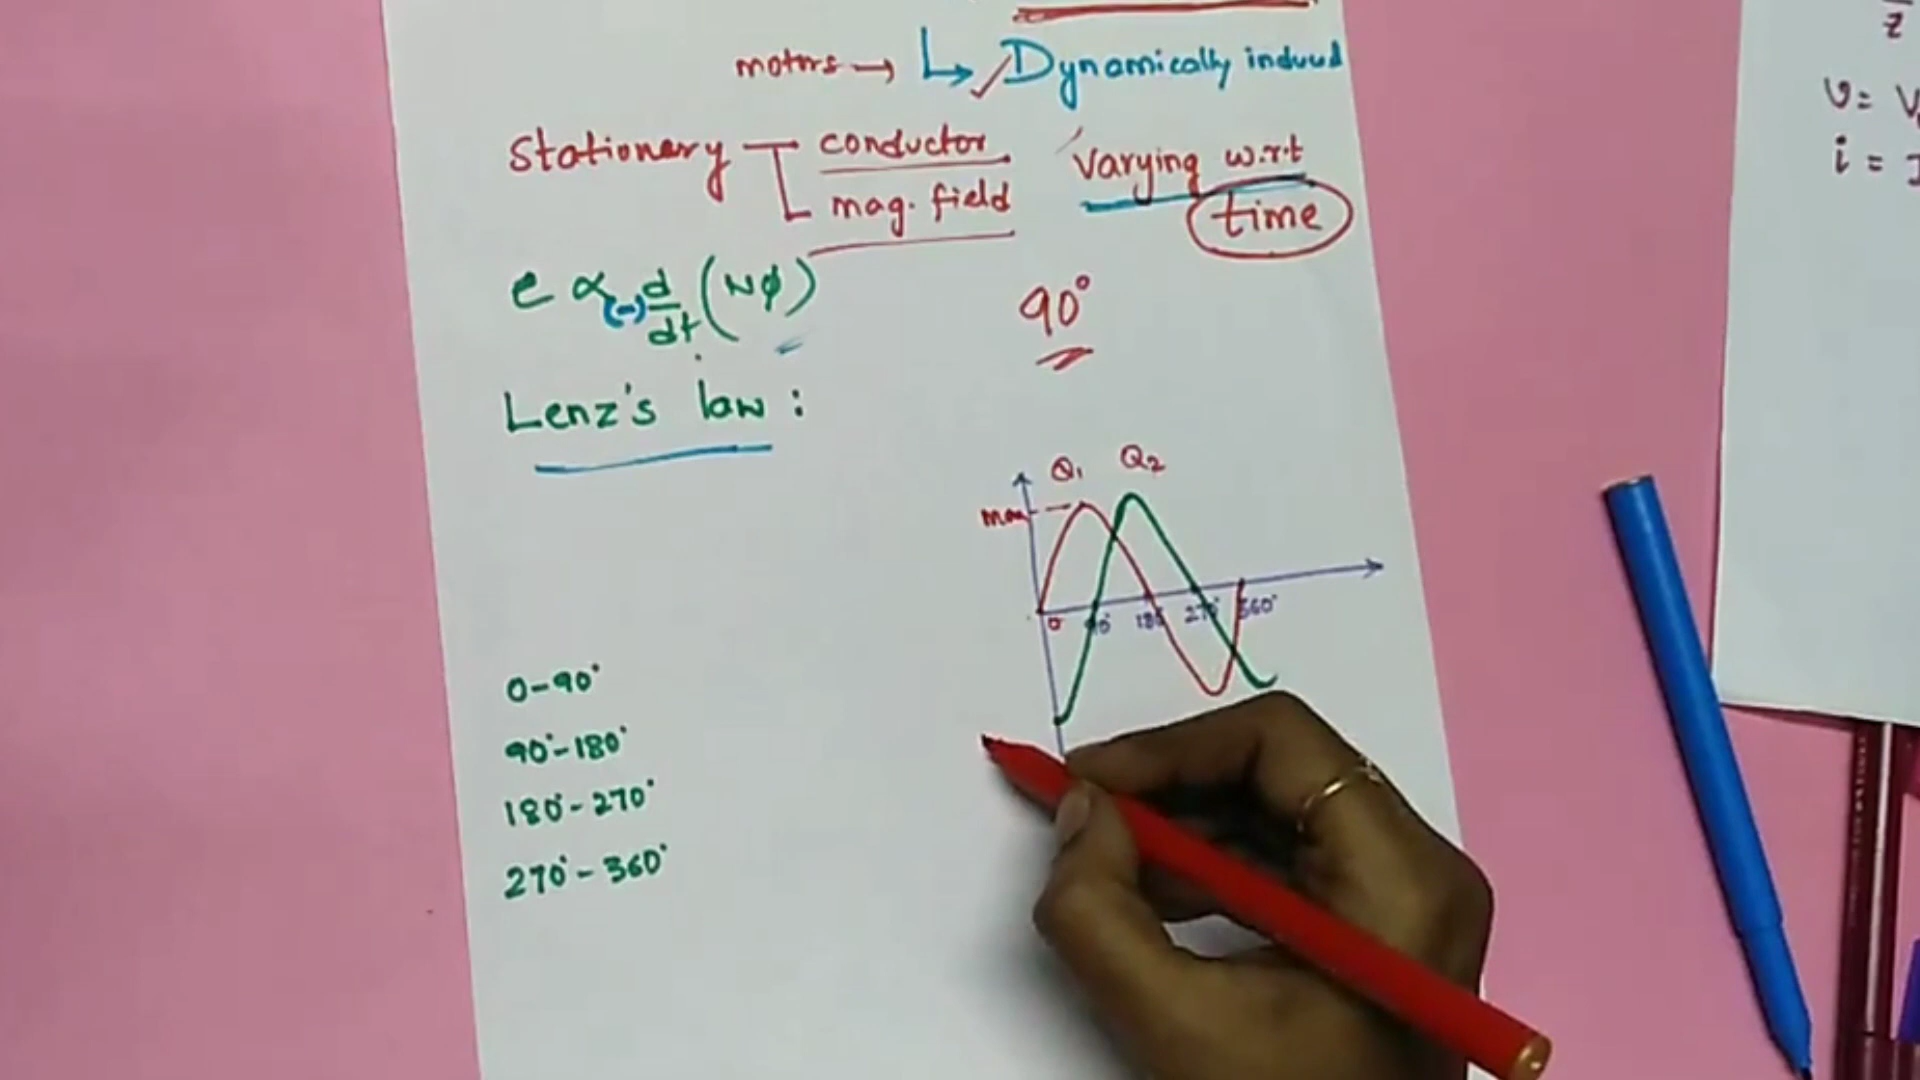 motors → ↳ ✓ Dynamically induced
Stationary conductor varying w.r.t
mag. field time
e ∝ (-) d/dt (Nϕ)
90°
Lenz's law :
Q₁ Q₂
max
0 90° 180 270° 360°
0-90°
90°-180°
180°-270°
270°-360°
z
v =
i =